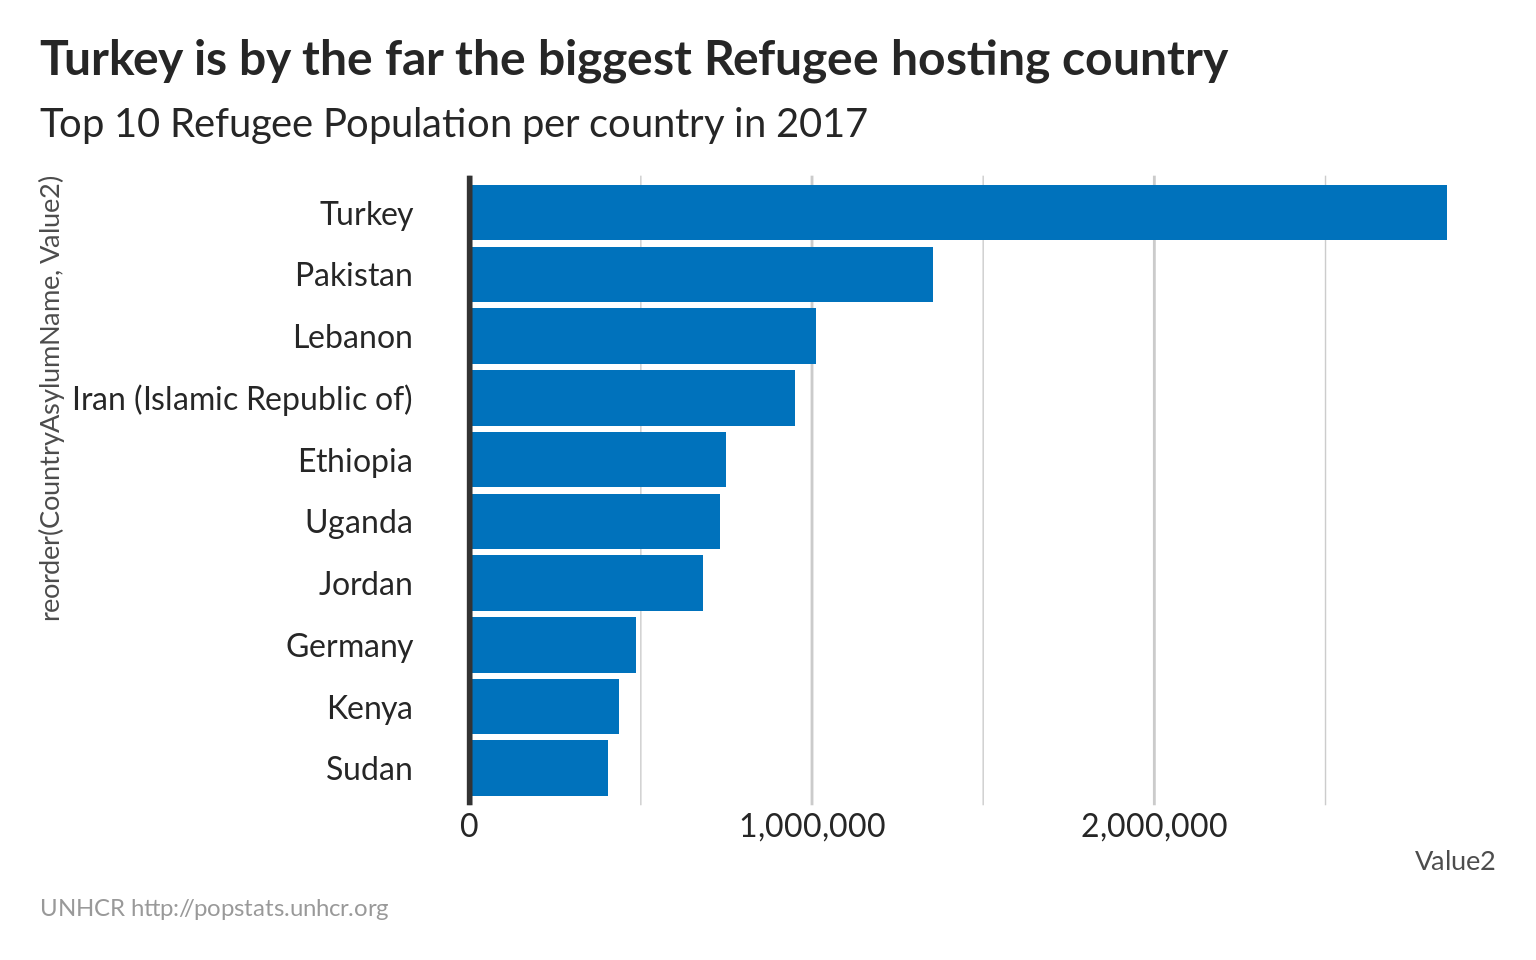 Turkey is by the far the biggest Refugee hosting country
Top 10 Refugee Population per country in 2017
reorder(CountryAsylumName, Value2)
Turkey
Pakistan
Lebanon
Iran (Islamic Republic of)
Ethiopia
Uganda
Jordan
Germany
Kenya
Sudan
0 1,000,000 2,000,000
Value2
UNHCR http://popstats.unhcr.org